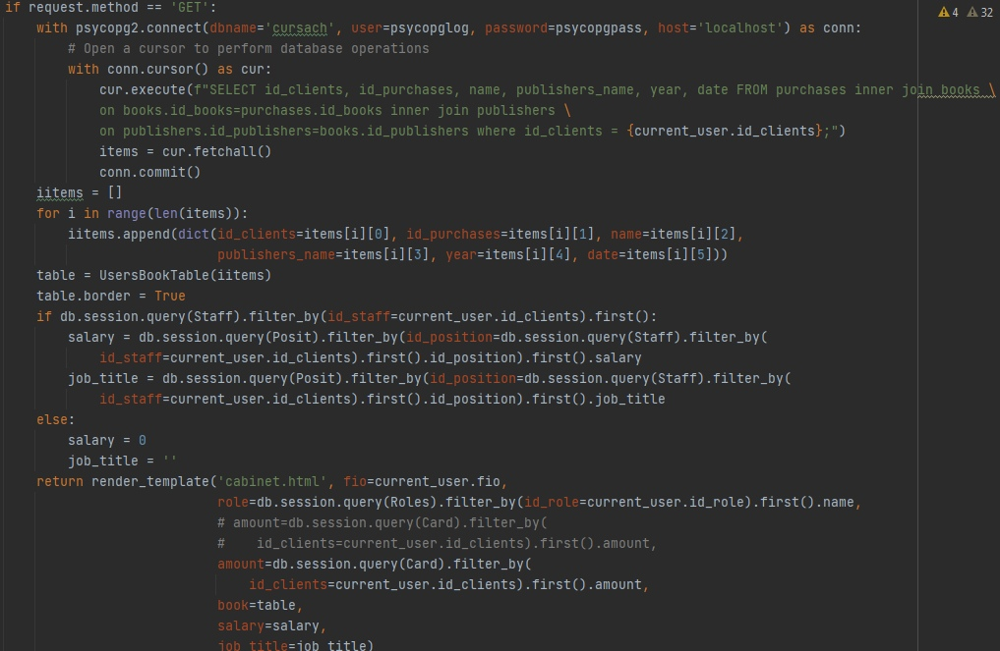 if request.method == 'GET':
4 32
with psycopg2.connect(dbname='cursach', user=psycopglog, password=psycopgpass, host='localhost') as conn:
# Open a cursor to perform database operations
with conn.cursor() as cur:
cur.execute(f"SELECT id_clients, id_purchases, name, publishers_name, year, date FROM purchases inner join books \
on books.id_books=purchases.id_books inner join publishers \
on publishers.id_publishers=books.id_publishers where id_clients = {current_user.id_clients};")
items = cur.fetchall()
conn.commit()
iitems = []
for i in range(len(items)):
iitems.append(dict(id_clients=items[i][0], id_purchases=items[i][1], name=items[i][2],
publishers_name=items[i][3], year=items[i][4], date=items[i][5]))
table = UsersBookTable(iitems)
table.border = True
if db.session.query(Staff).filter_by(id_staff=current_user.id_clients).first():
salary = db.session.query(Posit).filter_by(id_position=db.session.query(Staff).filter_by(
id_staff=current_user.id_clients).first().id_position).first().salary
job_title = db.session.query(Posit).filter_by(id_position=db.session.query(Staff).filter_by(
id_staff=current_user.id_clients).first().id_position).first().job_title
else:
salary = 0
job_title = ''
return render_template('cabinet.html', fio=current_user.fio,
role=db.session.query(Roles).filter_by(id_role=current_user.id_role).first().name,
# amount=db.session.query(Card).filter_by(
#    id_clients=current_user.id_clients).first().amount,
amount=db.session.query(Card).filter_by(
id_clients=current_user.id_clients).first().amount,
book=table,
salary=salary,
job_title=job_title)